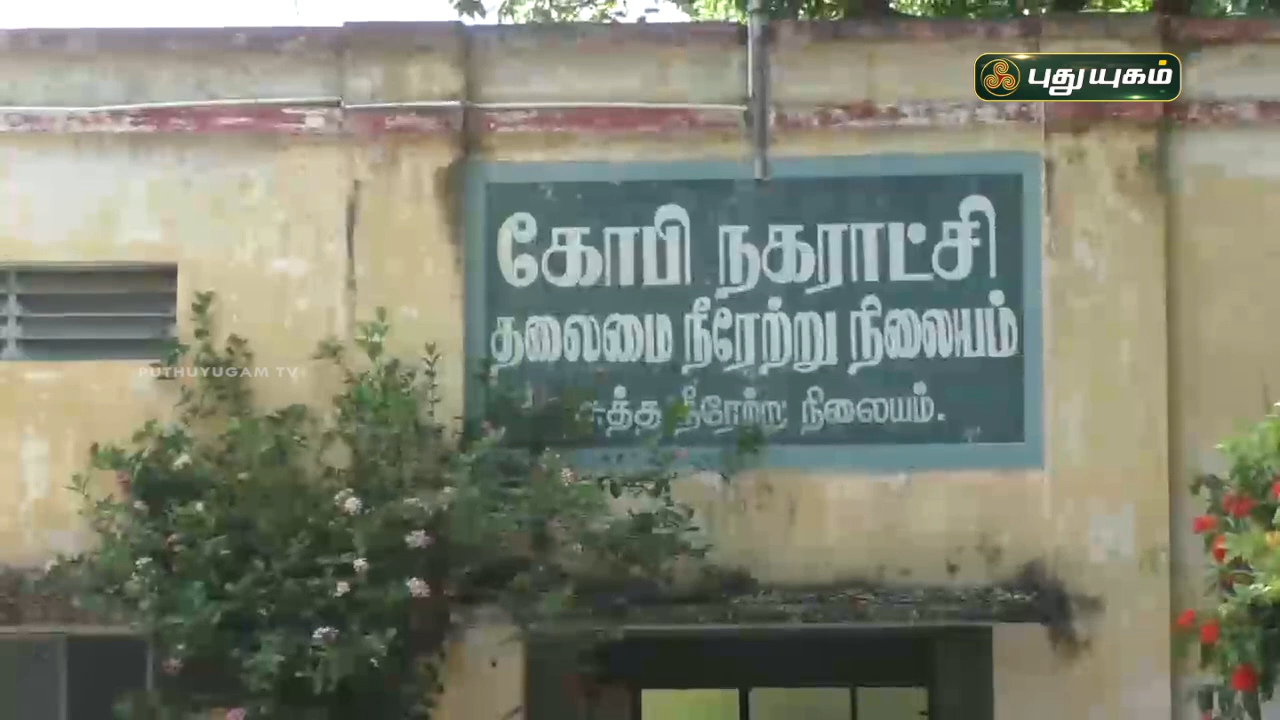 புதுயுகம்
கோபி நகராட்சி
தலைமை நீரேற்று நிலையம்
நீரேற்று நிலையம்.
PUTHUYUGAM TV